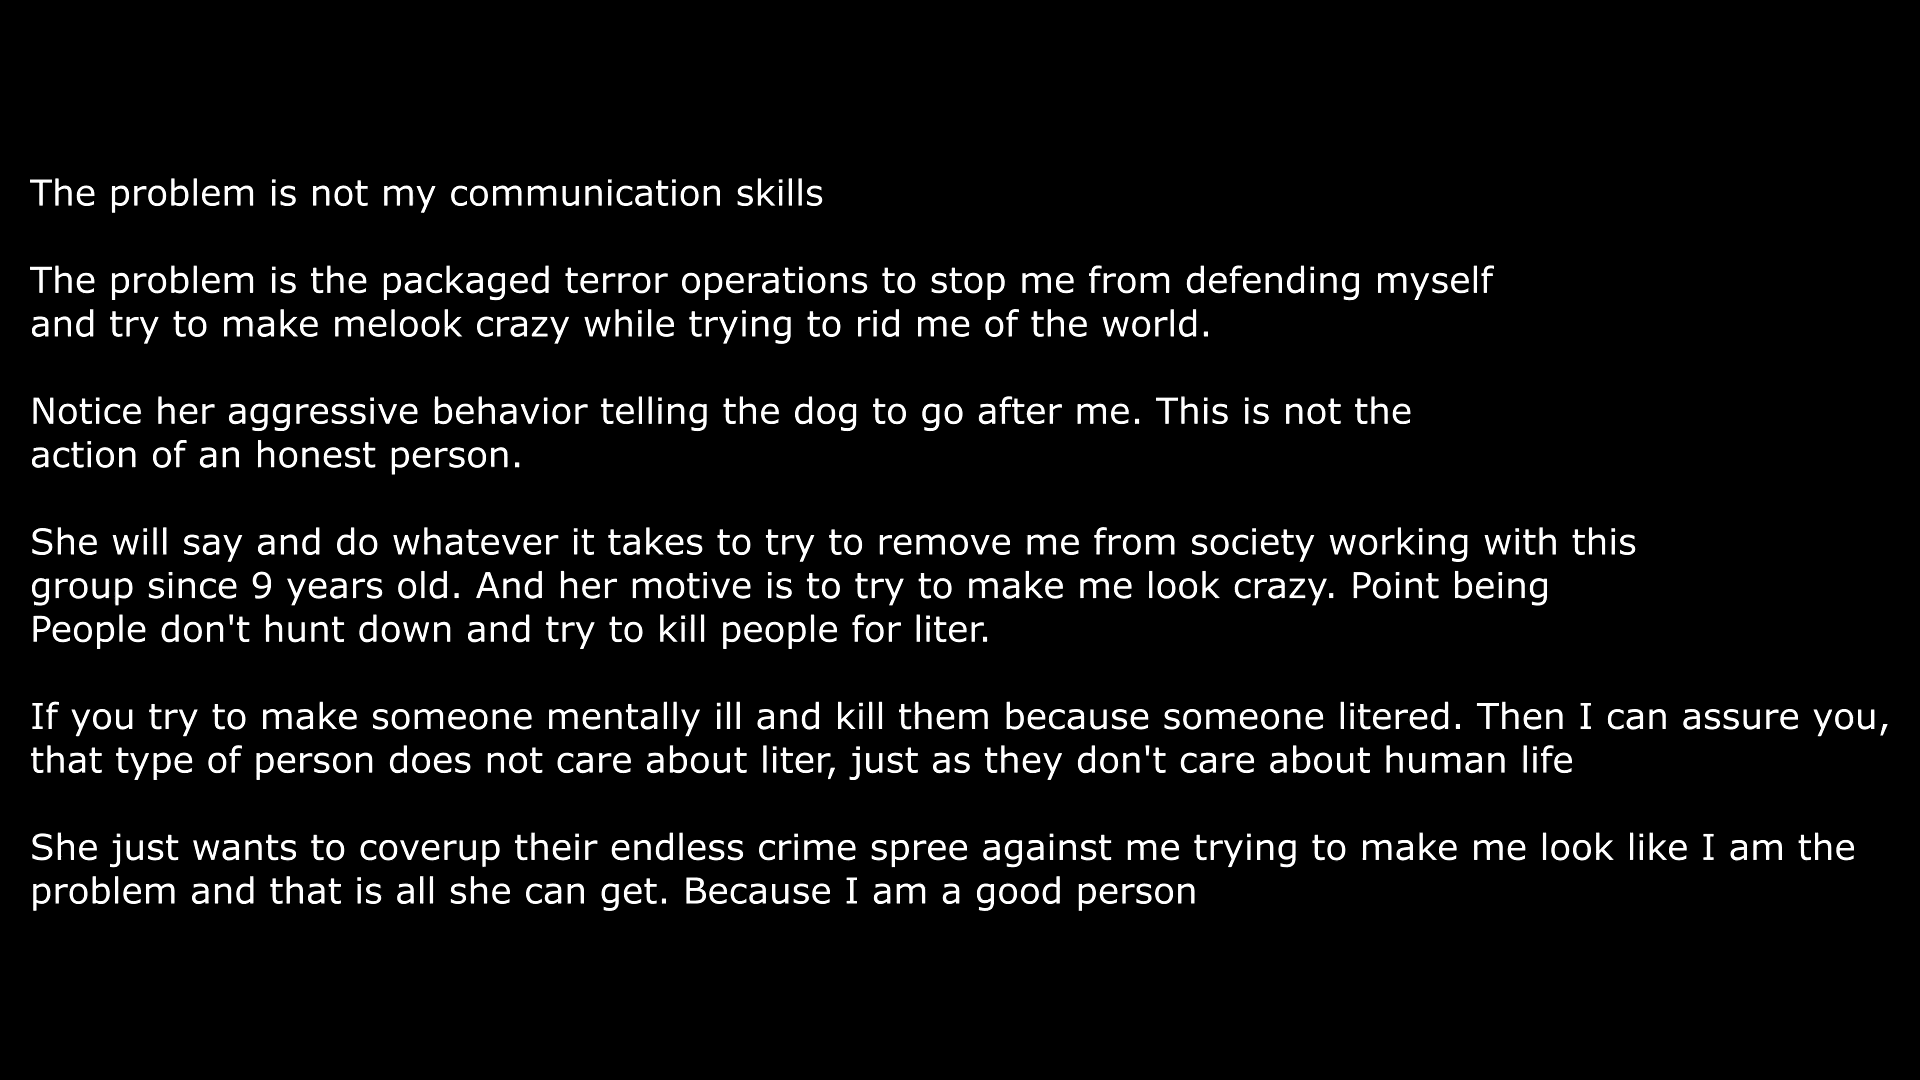 The problem is not my communication skills
The problem is the packaged terror operations to stop me from defending myself
and try to make melook crazy while trying to rid me of the world.
Notice her aggressive behavior telling the dog to go after me. This is not the
action of an honest person.
She will say and do whatever it takes to try to remove me from society working with this
group since 9 years old. And her motive is to try to make me look crazy. Point being
People don't hunt down and try to kill people for liter.
If you try to make someone mentally ill and kill them because someone litered. Then I can assure you,
that type of person does not care about liter, just as they don't care about human life
She just wants to coverup their endless crime spree against me trying to make me look like I am the
problem and that is all she can get. Because I am a good person